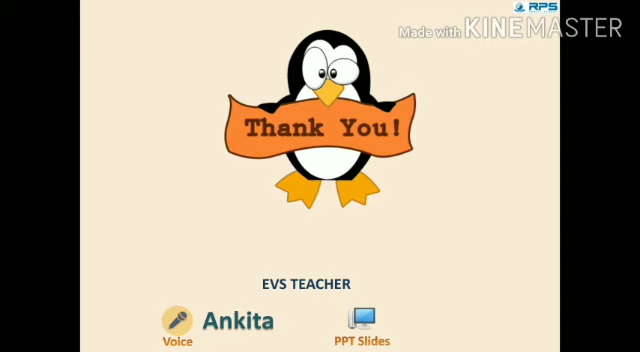 RPS
Made with KINEMASTER
Thank You!
EVS TEACHER
Ankita
Voice
PPT Slides